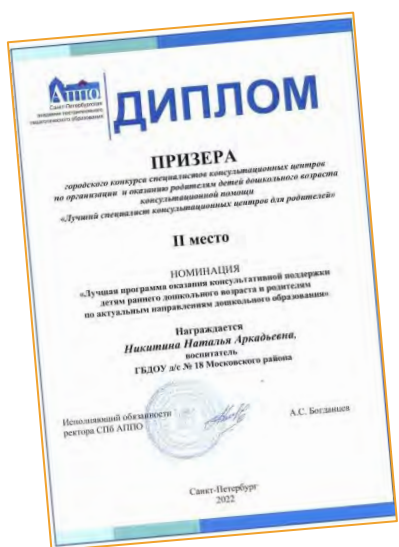 АППО
Санкт-Петербургская
академия постдипломного
педагогического образования
ДИПЛОМ
ПРИЗЕРА
городского конкурса специалистов консультационных центров
по организации и оказанию родителям детей дошкольного возраста
консультационной помощи
«Лучший специалист консультационных центров для родителей»
II место
НОМИНАЦИЯ
«Лучшая программа оказания консультативной поддержки
детям раннего дошкольного возраста и родителям
по актуальным направлениям дошкольного образования»
Награждается
Никитина Наталья Аркадьевна,
воспитатель
ГБДОУ д/с № 18 Московского района
Исполняющий обязанности
ректора СПб АППО
А.С. Богданцев
Санкт-Петербург
2022